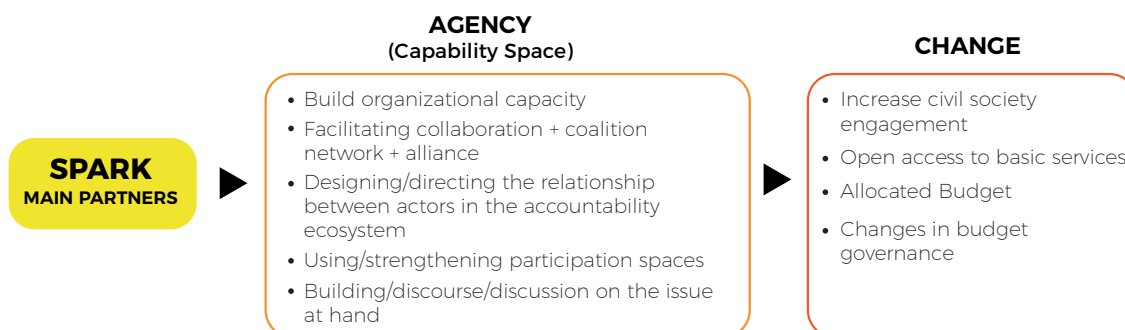 SPARK
MAIN PARTNERS
AGENCY
(Capability Space)
• Build organizational capacity
• Facilitating collaboration + coalition
network + alliance
• Designing/directing the relationship
between actors in the accountability
ecosystem
• Using/strengthening participation spaces
• Building/discourse/discussion on the issue
at hand
CHANGE
• Increase civil society
engagement
• Open access to basic services
• Allocated Budget
• Changes in budget
governance